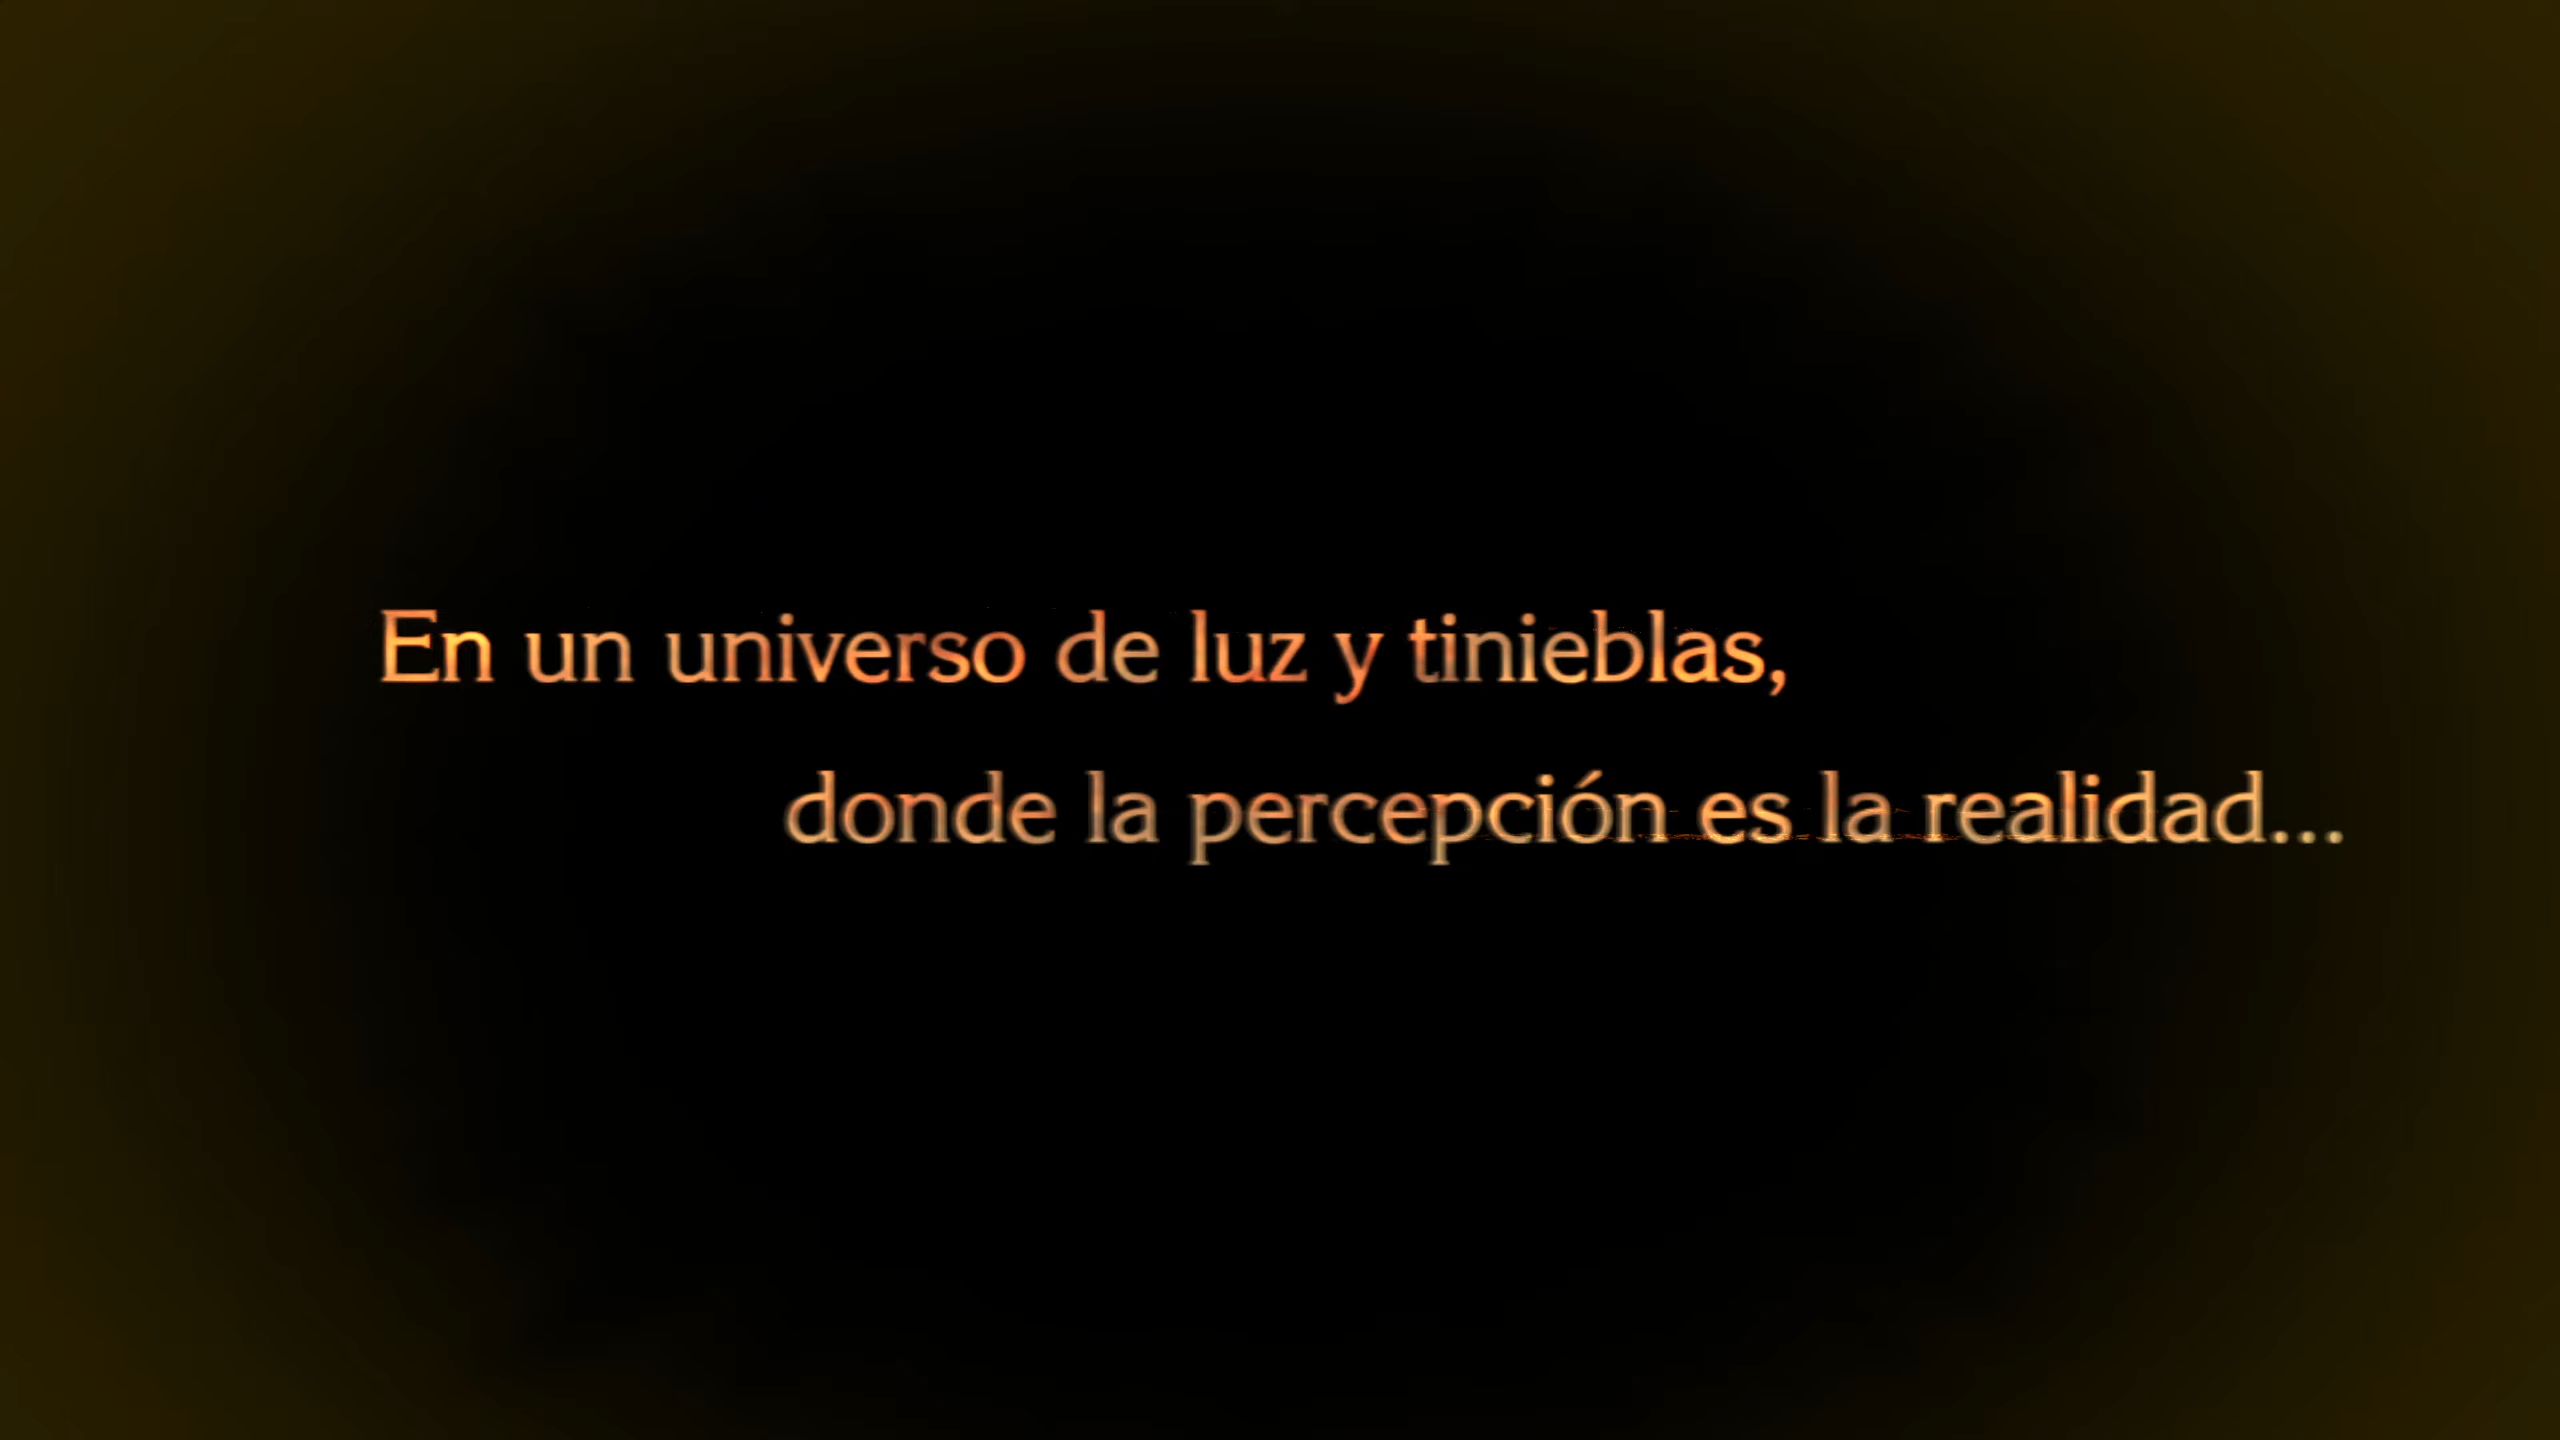 En un universo de luz y tinieblas,
donde la percepción es la realidad...